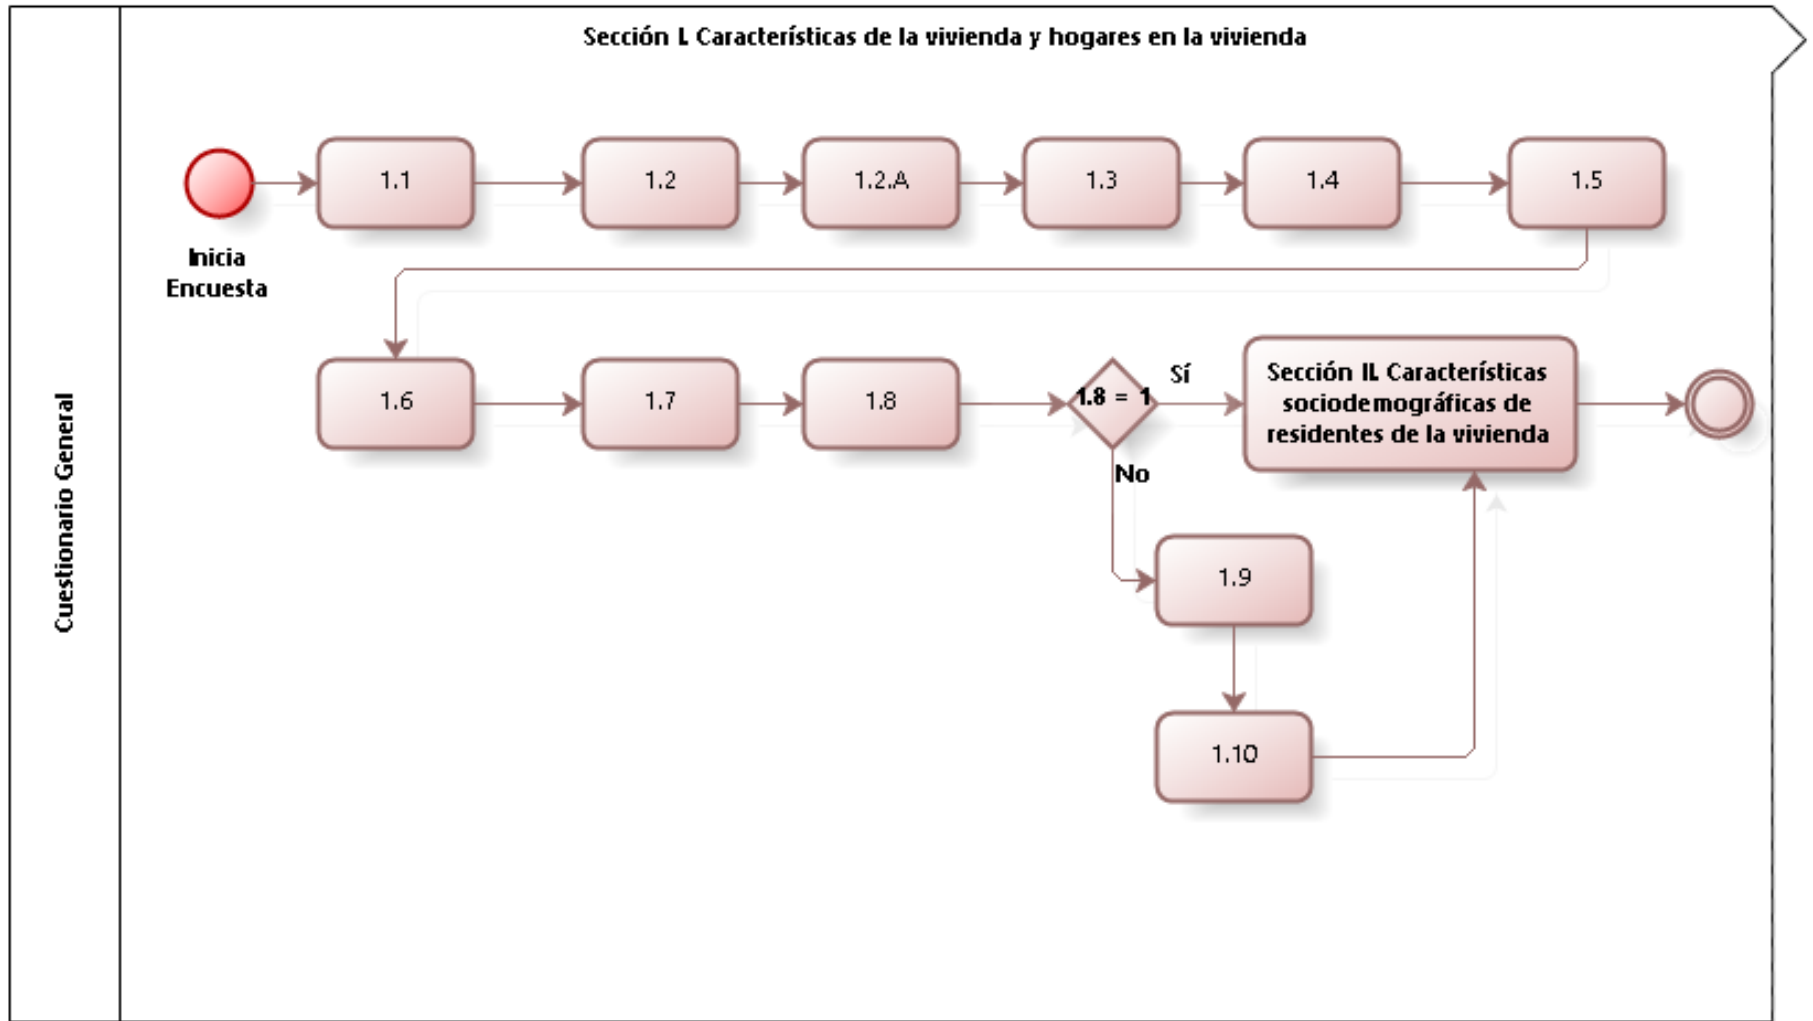 Sección I. Características de la vivienda y hogares en la vivienda
Cuestionario General
Inicia
Encuesta
1.1
1.2
1.2.A
1.3
1.4
1.5
1.6
1.7
1.8
1.8 = 1
Sí
No
Sección II. Características
sociodemográficas de
residentes de la vivienda
1.9
1.10